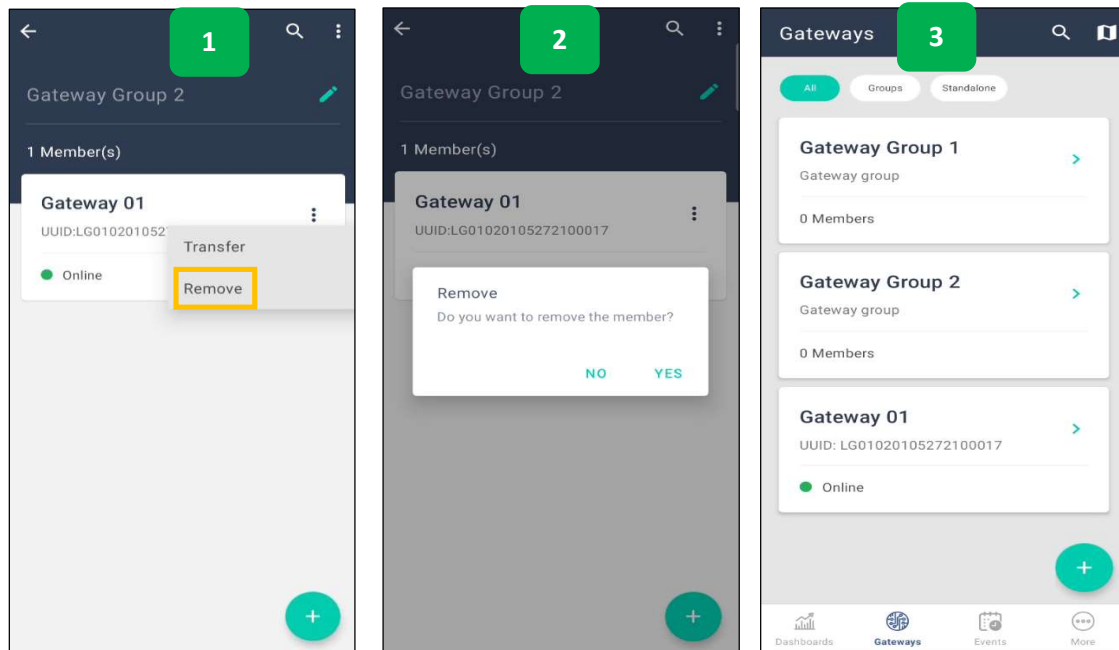 1
Gateway Group 2
1 Member(s)
Gateway 01
UUID:LG0102010527
Transfer
Online
Remove
2
Gateway Group 2
1 Member(s)
Gateway 01
UUID:LG01020105272100017
Remove
Do you want to remove the member?
NO YES
Gateways
3
All Groups Standalone
Gateway Group 1
Gateway group
0 Members
Gateway Group 2
Gateway group
0 Members
Gateway 01
UUID: LG01020105272100017
Online
Dashboards Gateways Events More